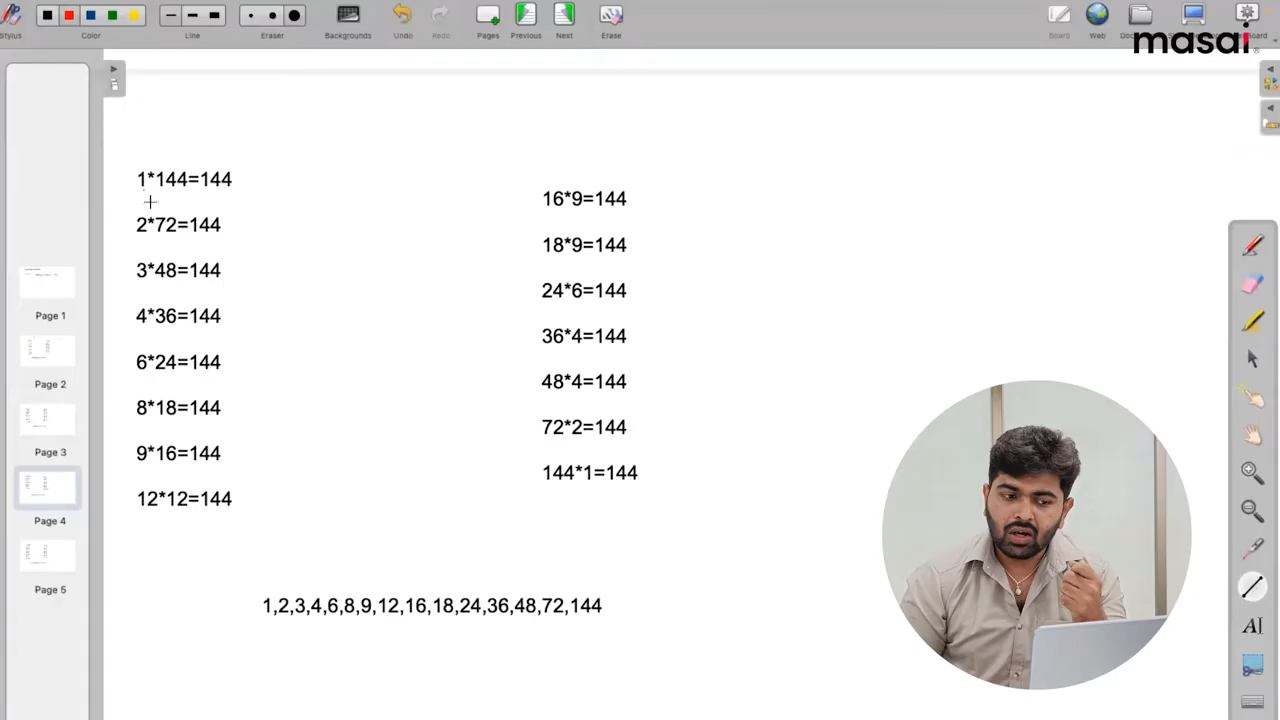 Stylus
Color
Line
Eraser
Backgrounds
Undo
Redo
Pages
Previous
Next
Erase
Board
Web
masai
1*144=144
2*72=144
3*48=144
4*36=144
6*24=144
8*18=144
9*16=144
12*12=144
16*9=144
18*9=144
24*6=144
36*4=144
48*4=144
72*2=144
144*1=144
1,2,3,4,6,8,9,12,16,18,24,36,48,72,144
Page 1
Page 2
Page 3
Page 4
Page 5
AI